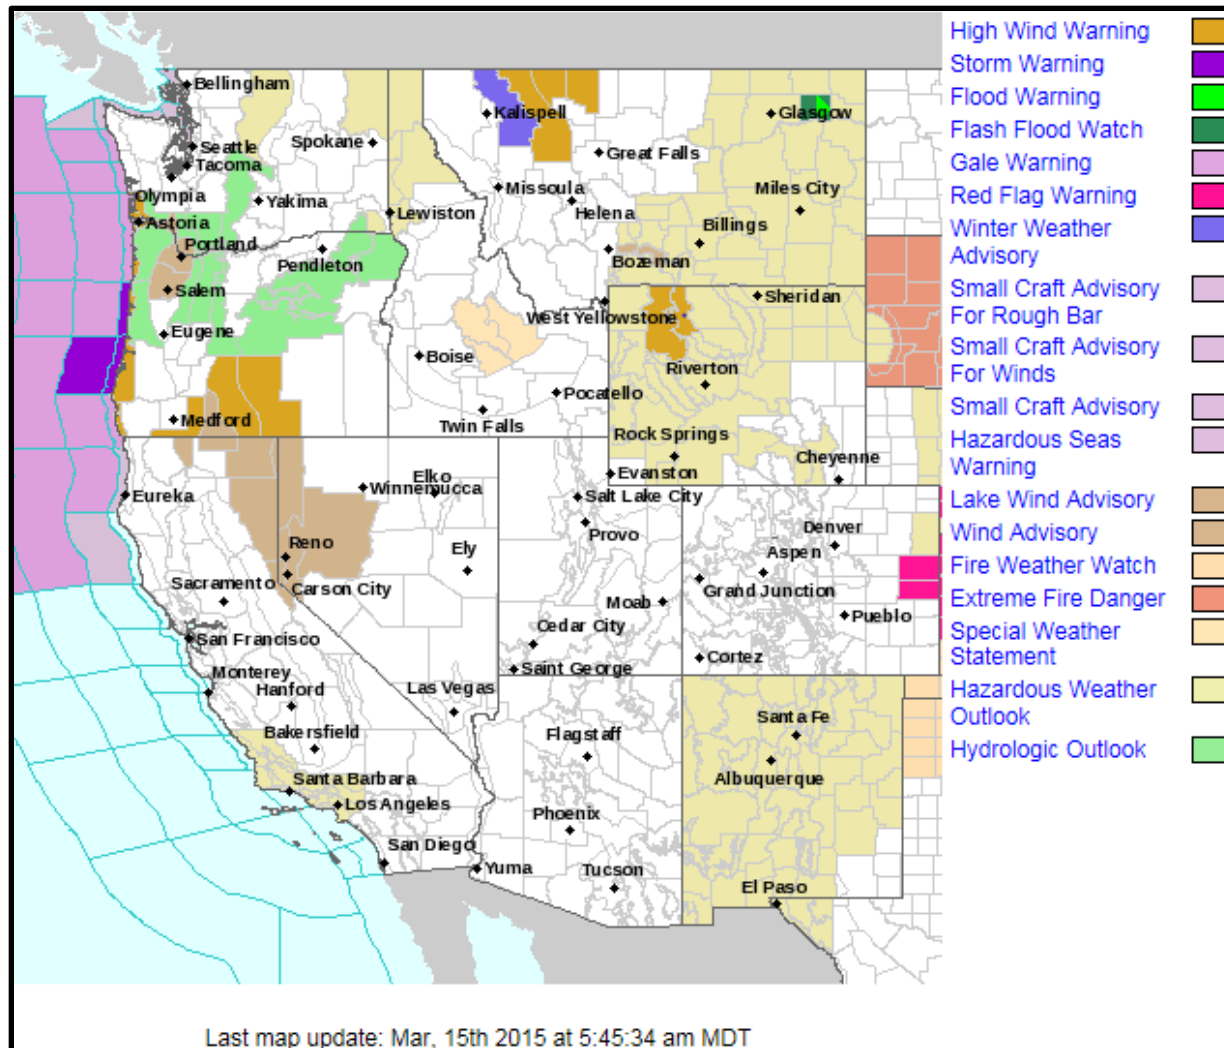 Bellingham
Seattle
Tacoma
Olympia
Spokane
Yakima
Astoria
Portland
Salem
Eugene
Pendleton
Lewiston
Medford
Kalispell
Missoula
Great Falls
Helena
Bozeman
Billings
Miles City
Glasgow
West Yellowstone
Sheridan
Riverton
Rock Springs
Cheyenne
Evanston
Boise
Pocatello
Twin Falls
Elko
Winnemucca
Eureka
Reno
Carson City
Ely
Sacramento
San Francisco
Monterey
Hanford
Bakersfield
Las Vegas
Santa Barbara
Los Angeles
San Diego
Salt Lake City
Provo
Moab
Cedar City
Saint George
Denver
Aspen
Grand Junction
Pueblo
Cortez
Flagstaff
Phoenix
Tucson
Yuma
Santa Fe
Albuquerque
El Paso
High Wind Warning
Storm Warning
Flood Warning
Flash Flood Watch
Gale Warning
Red Flag Warning
Winter Weather
Advisory
Small Craft Advisory
For Rough Bar
Small Craft Advisory
For Winds
Small Craft Advisory
Hazardous Seas
Warning
Lake Wind Advisory
Wind Advisory
Fire Weather Watch
Extreme Fire Danger
Special Weather
Statement
Hazardous Weather
Outlook
Hydrologic Outlook
Last map update: Mar, 15th 2015 at 5:45:34 am MDT